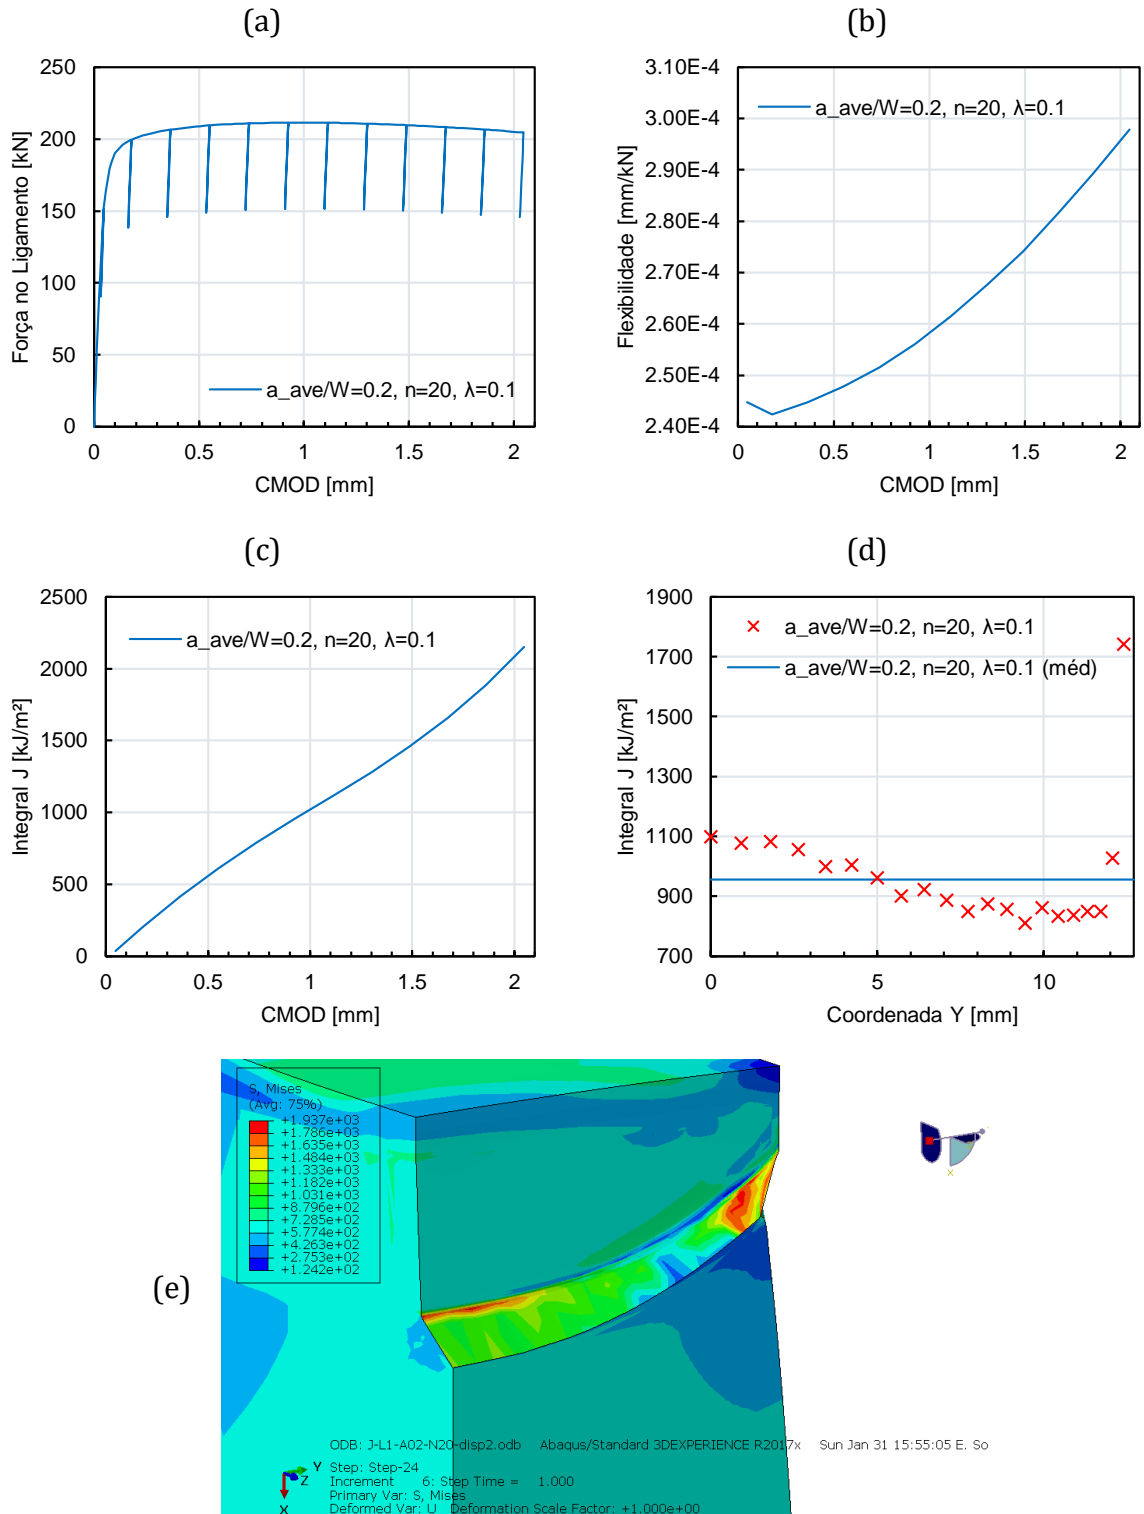 (a)
Força no Ligamento [kN]
250
200
150
100
50
0
a_ave/W=0.2, n=20, λ=0.1
0 0.5 1 1.5 2
CMOD [mm]
(b)
Flexibilidade [mm/kN]
3.10E-4
3.00E-4
2.90E-4
2.80E-4
2.70E-4
2.60E-4
2.50E-4
2.40E-4
a_ave/W=0.2, n=20, λ=0.1
0 0.5 1 1.5 2
CMOD [mm]
(c)
Integral J [kJ/m²]
2500
2000
1500
1000
500
0
a_ave/W=0.2, n=20, λ=0.1
0 0.5 1 1.5 2
CMOD [mm]
(d)
Integral J [kJ/m²]
1900
1700
1500
1300
1100
900
700
a_ave/W=0.2, n=20, λ=0.1
a_ave/W=0.2, n=20, λ=0.1 (méd)
0 5 10
Coordenada Y [mm]
(e)
S, Mises
(Avg: 75%)
+1.937e+03
+1.786e+03
+1.635e+03
+1.484e+03
+1.333e+03
+1.182e+03
+1.031e+03
+8.796e+02
+7.285e+02
+5.774e+02
+4.263e+02
+2.753e+02
+1.242e+02
X
ODB: J-L1-A02-N20-disp2.odb Abaqus/Standard 3DEXPERIENCE R2017x Sun Jan 31 15:55:05 E. So
Y
Z
X
Step: Step-24
Increment 6: Step Time = 1.000
Primary Var: S, Mises
Deformed Var: U Deformation Scale Factor: +1.000e+00